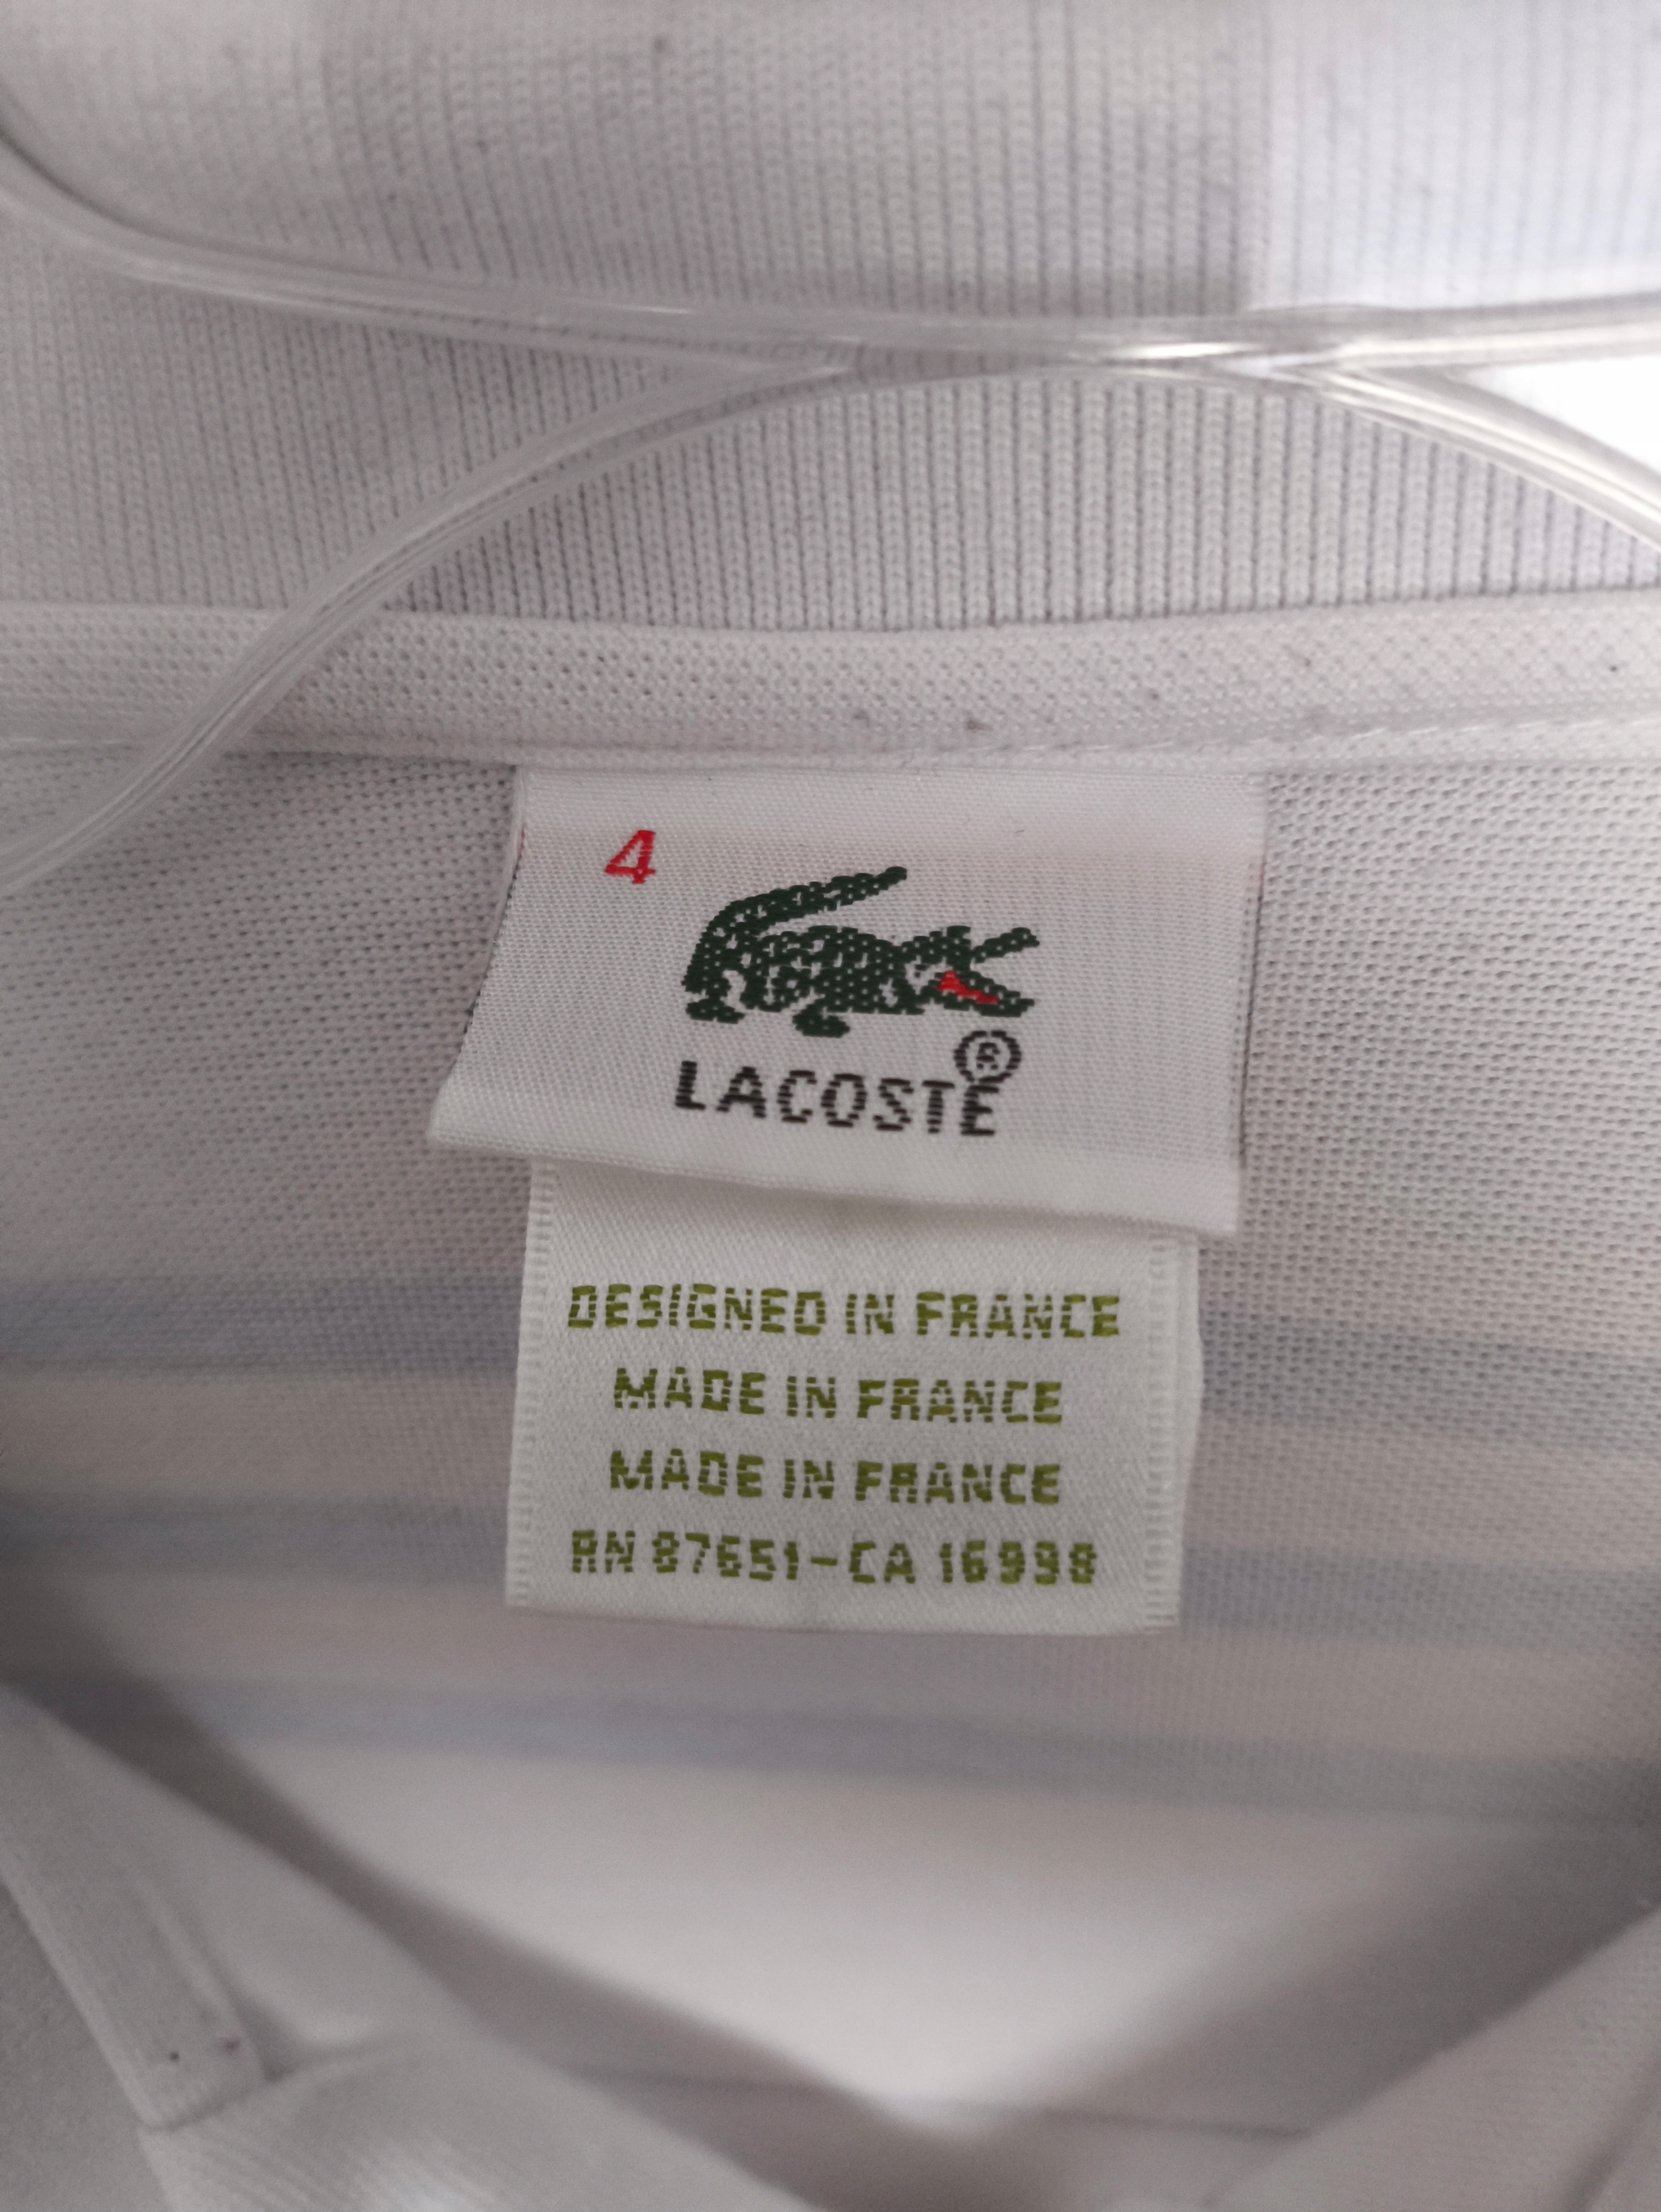 4
LACOSTE®
DESIGNED IN FRANCE
MADE IN FRANCE
MADE IN FRANCE
RN 87651-CA 16998